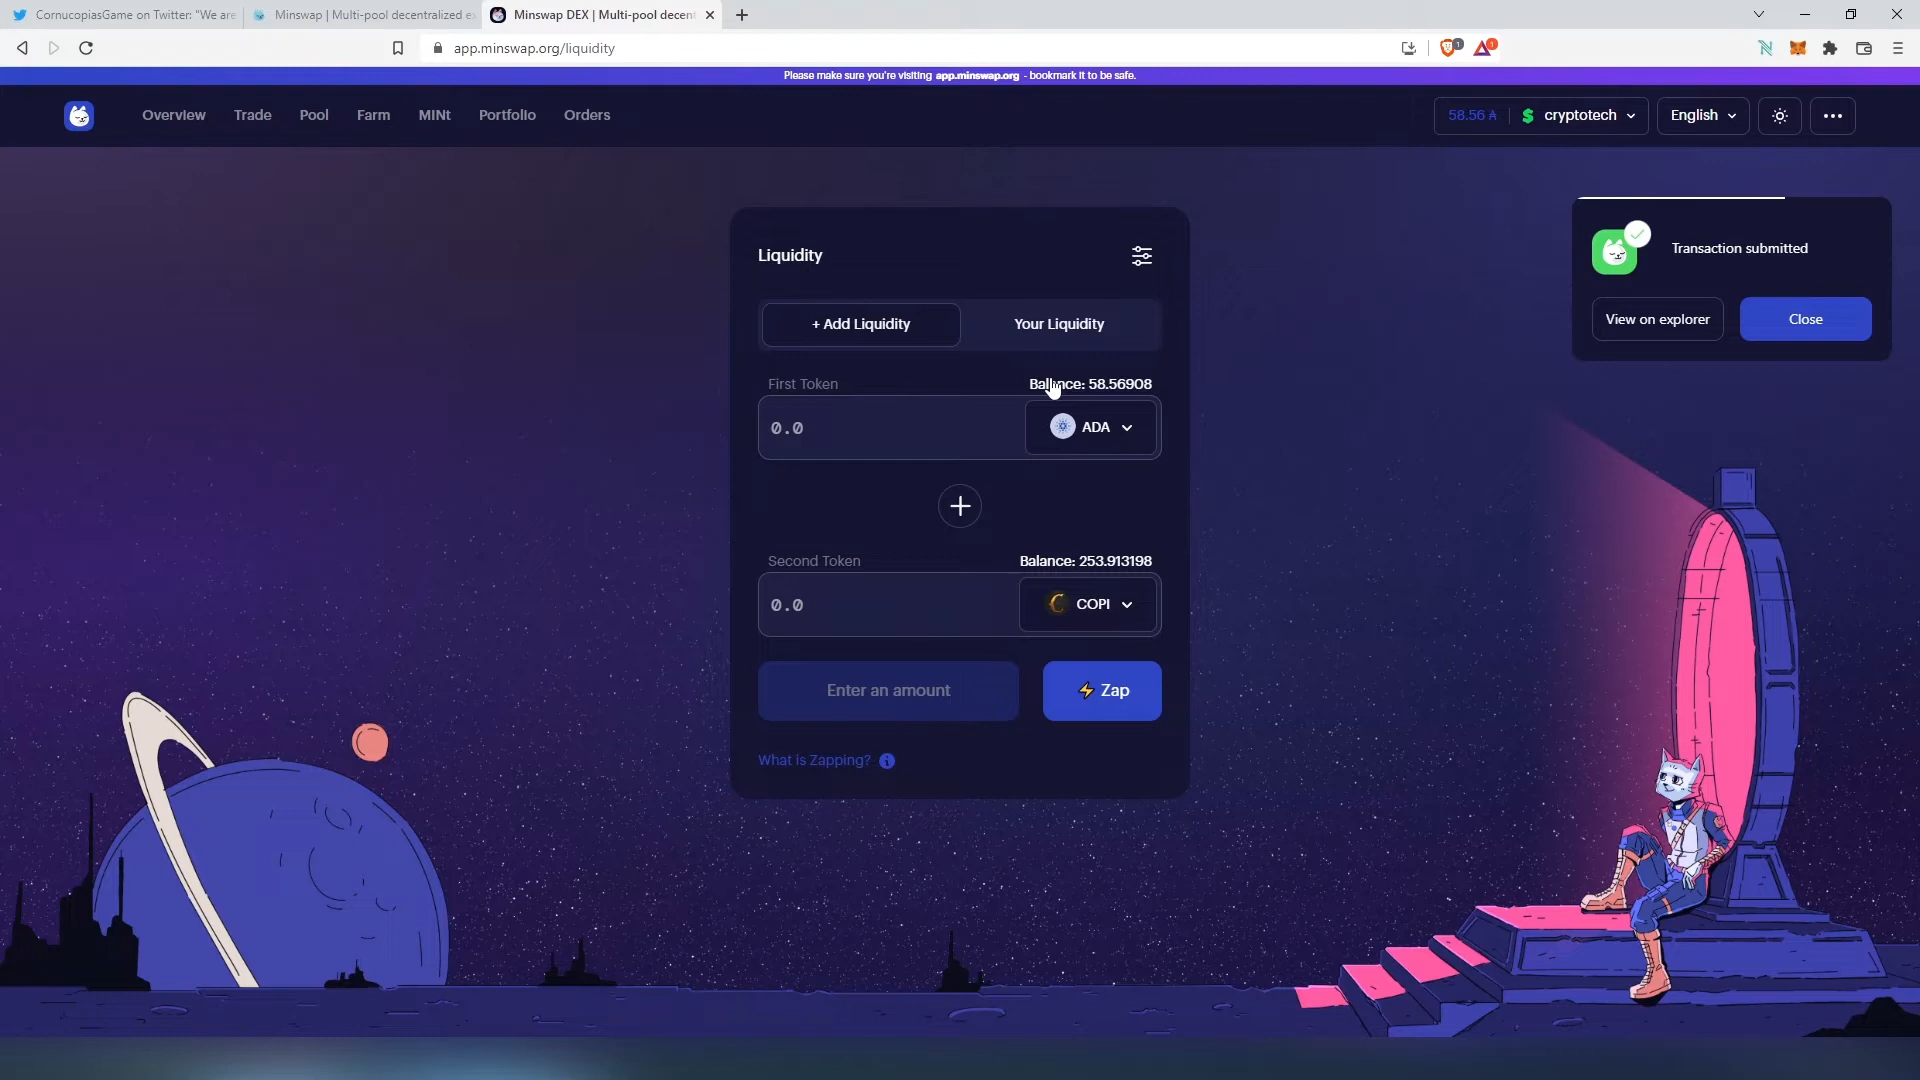 CornucopiasGame on Twitter: "We are
Minswap | Multi-pool decentralized ex
Minswap DEX | Multi-pool decent
app.minswap.org/liquidity
1
1
Please make sure you're visiting app.minswap.org - bookmark it to be safe.
Overview
Trade
Pool
Farm
MINt
Portfolio
Orders
58.56 ₳
$ cryptotech
English
Transaction submitted
View on explorer
Close
Liquidity
+ Add Liquidity
Your Liquidity
First Token
Balance: 58.56908
0.0
ADA
Second Token
Balance: 253.913198
0.0
COPI
Enter an amount
⚡ Zap
What is Zapping?